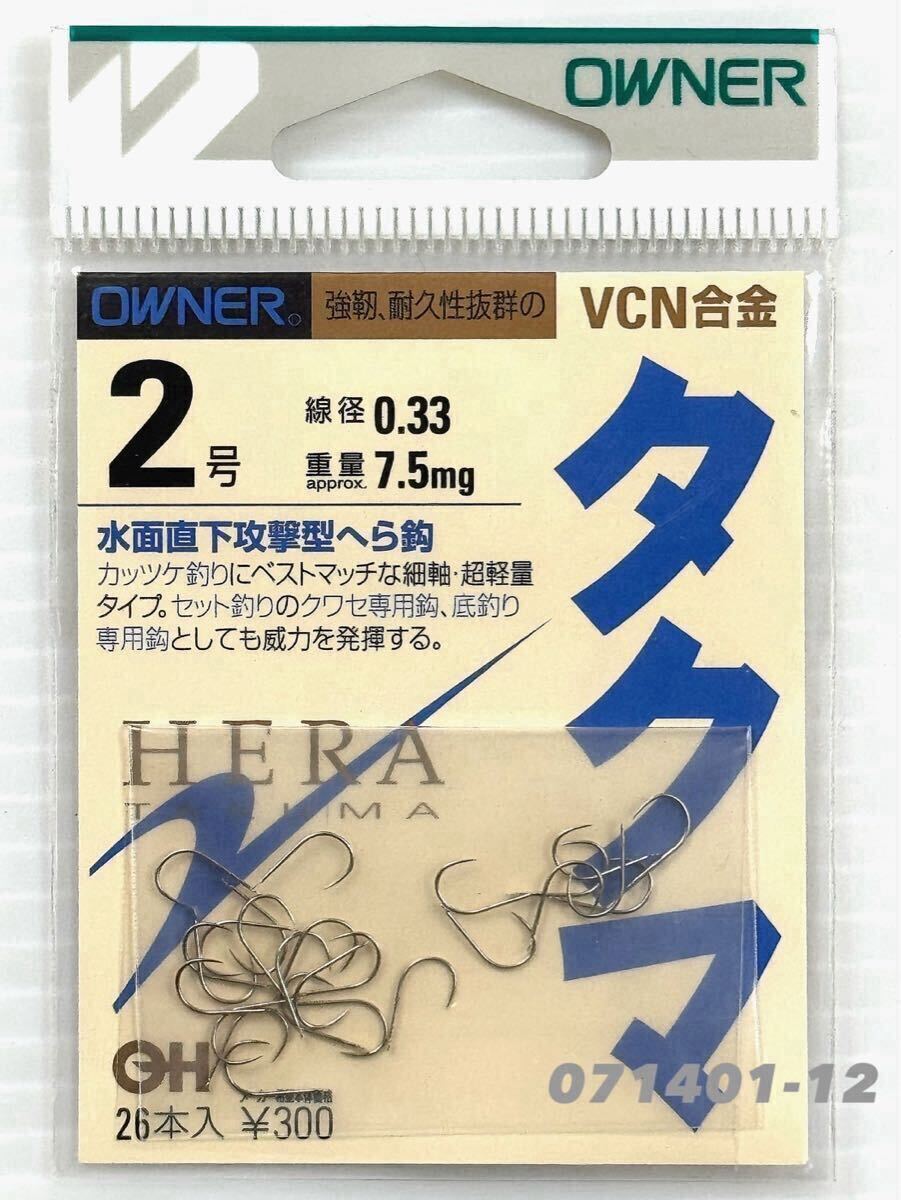 OWNER
OWNER
強靭、耐久性抜群の
VCN合金
2号
線径 0.33
重量 approx. 7.5mg
タクマ
水面直下攻撃型へら鈎
カッツケ釣りにベストマッチな細軸・超軽量
タイプ。セット釣りのクワセ専用鈎、底釣り
専用鈎としても威力を発揮する。
HERA
TAKUMA
OH
26本入 ¥300
071401-12